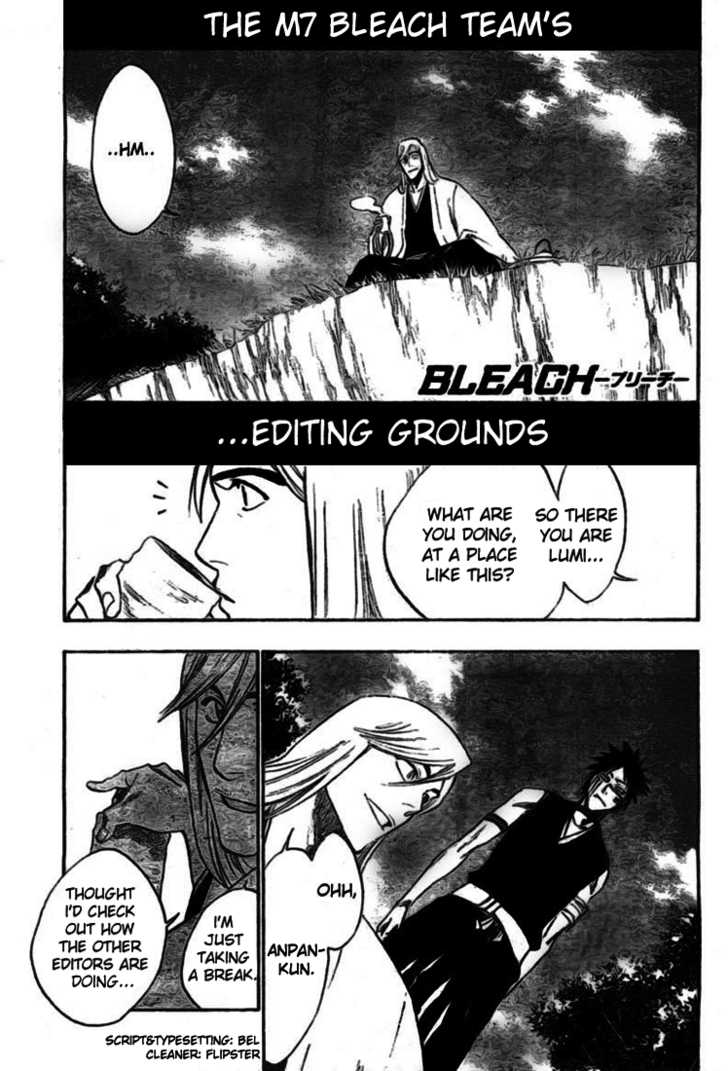 THE M7 BLEACH TEAM'S
..HM..
BLEACH
ーブリーチー
...EDITING GROUNDS
SO THERE
YOU ARE
LUMI...
WHAT ARE
YOU DOING,
AT A PLACE
LIKE THIS?
OHH,
ANPAN-
KUN.
I'M
JUST
TAKING
A BREAK.
THOUGHT
I'D CHECK
OUT HOW
THE OTHER
EDITORS ARE
DOING...
SCRIPT&TYPESETTING: BEL
CLEANER: FLIPSTER